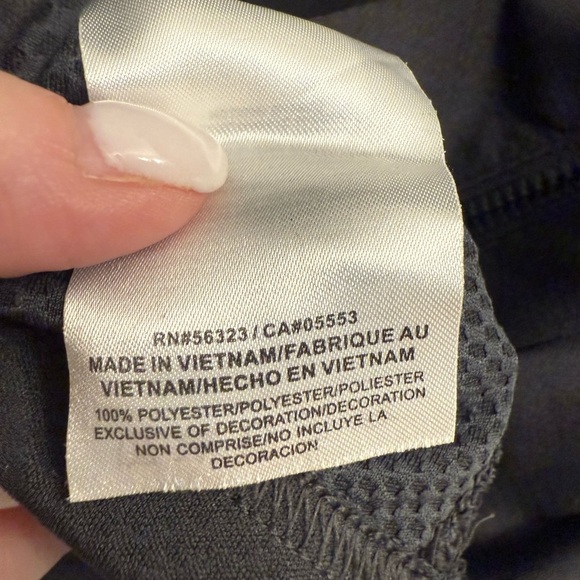 RN#56323 / CA#05553
MADE IN VIETNAM/FABRIQUE AU
VIETNAM/HECHO EN VIETNAM
100% POLYESTER/POLYESTER/POLIESTER
EXCLUSIVE OF DECORATION/DECORATION
NON COMPRISE/NO INCLUYE LA
DECORACION